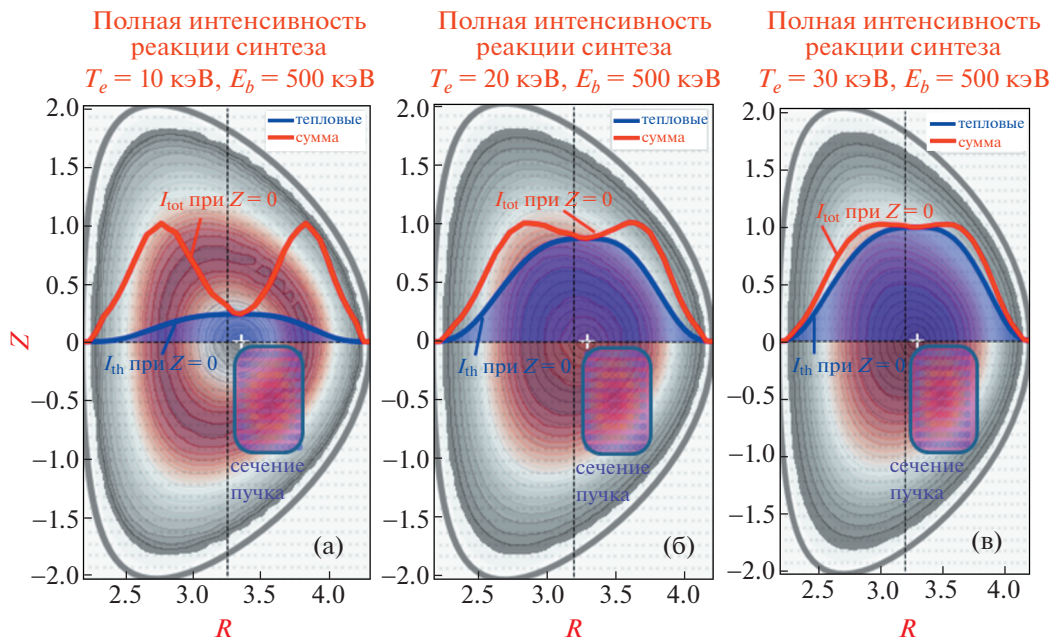 Полная интенсивность
реакции синтеза
T_e = 10 кэВ, E_b = 500 кэВ
2.0
1.5
1.0
0.5
0
−0.5
−1.0
−1.5
−2.0
Z
тепловые
сумма
I_tot при Z = 0
I_th при Z = 0
сечение
пучка
(а)
2.5 3.0 3.5 4.0
R
Полная интенсивность
реакции синтеза
T_e = 20 кэВ, E_b = 500 кэВ
2.0
1.5
1.0
0.5
0
−0.5
−1.0
−1.5
−2.0
тепловые
сумма
I_tot при Z = 0
I_th при Z = 0
сечение
пучка
(б)
2.5 3.0 3.5 4.0
R
Полная интенсивность
реакции синтеза
T_e = 30 кэВ, E_b = 500 кэВ
2.0
1.5
1.0
0.5
0
−0.5
−1.0
−1.5
−2.0
тепловые
сумма
I_tot при Z = 0
I_th при Z = 0
сечение
пучка
(в)
2.5 3.0 3.5 4.0
R